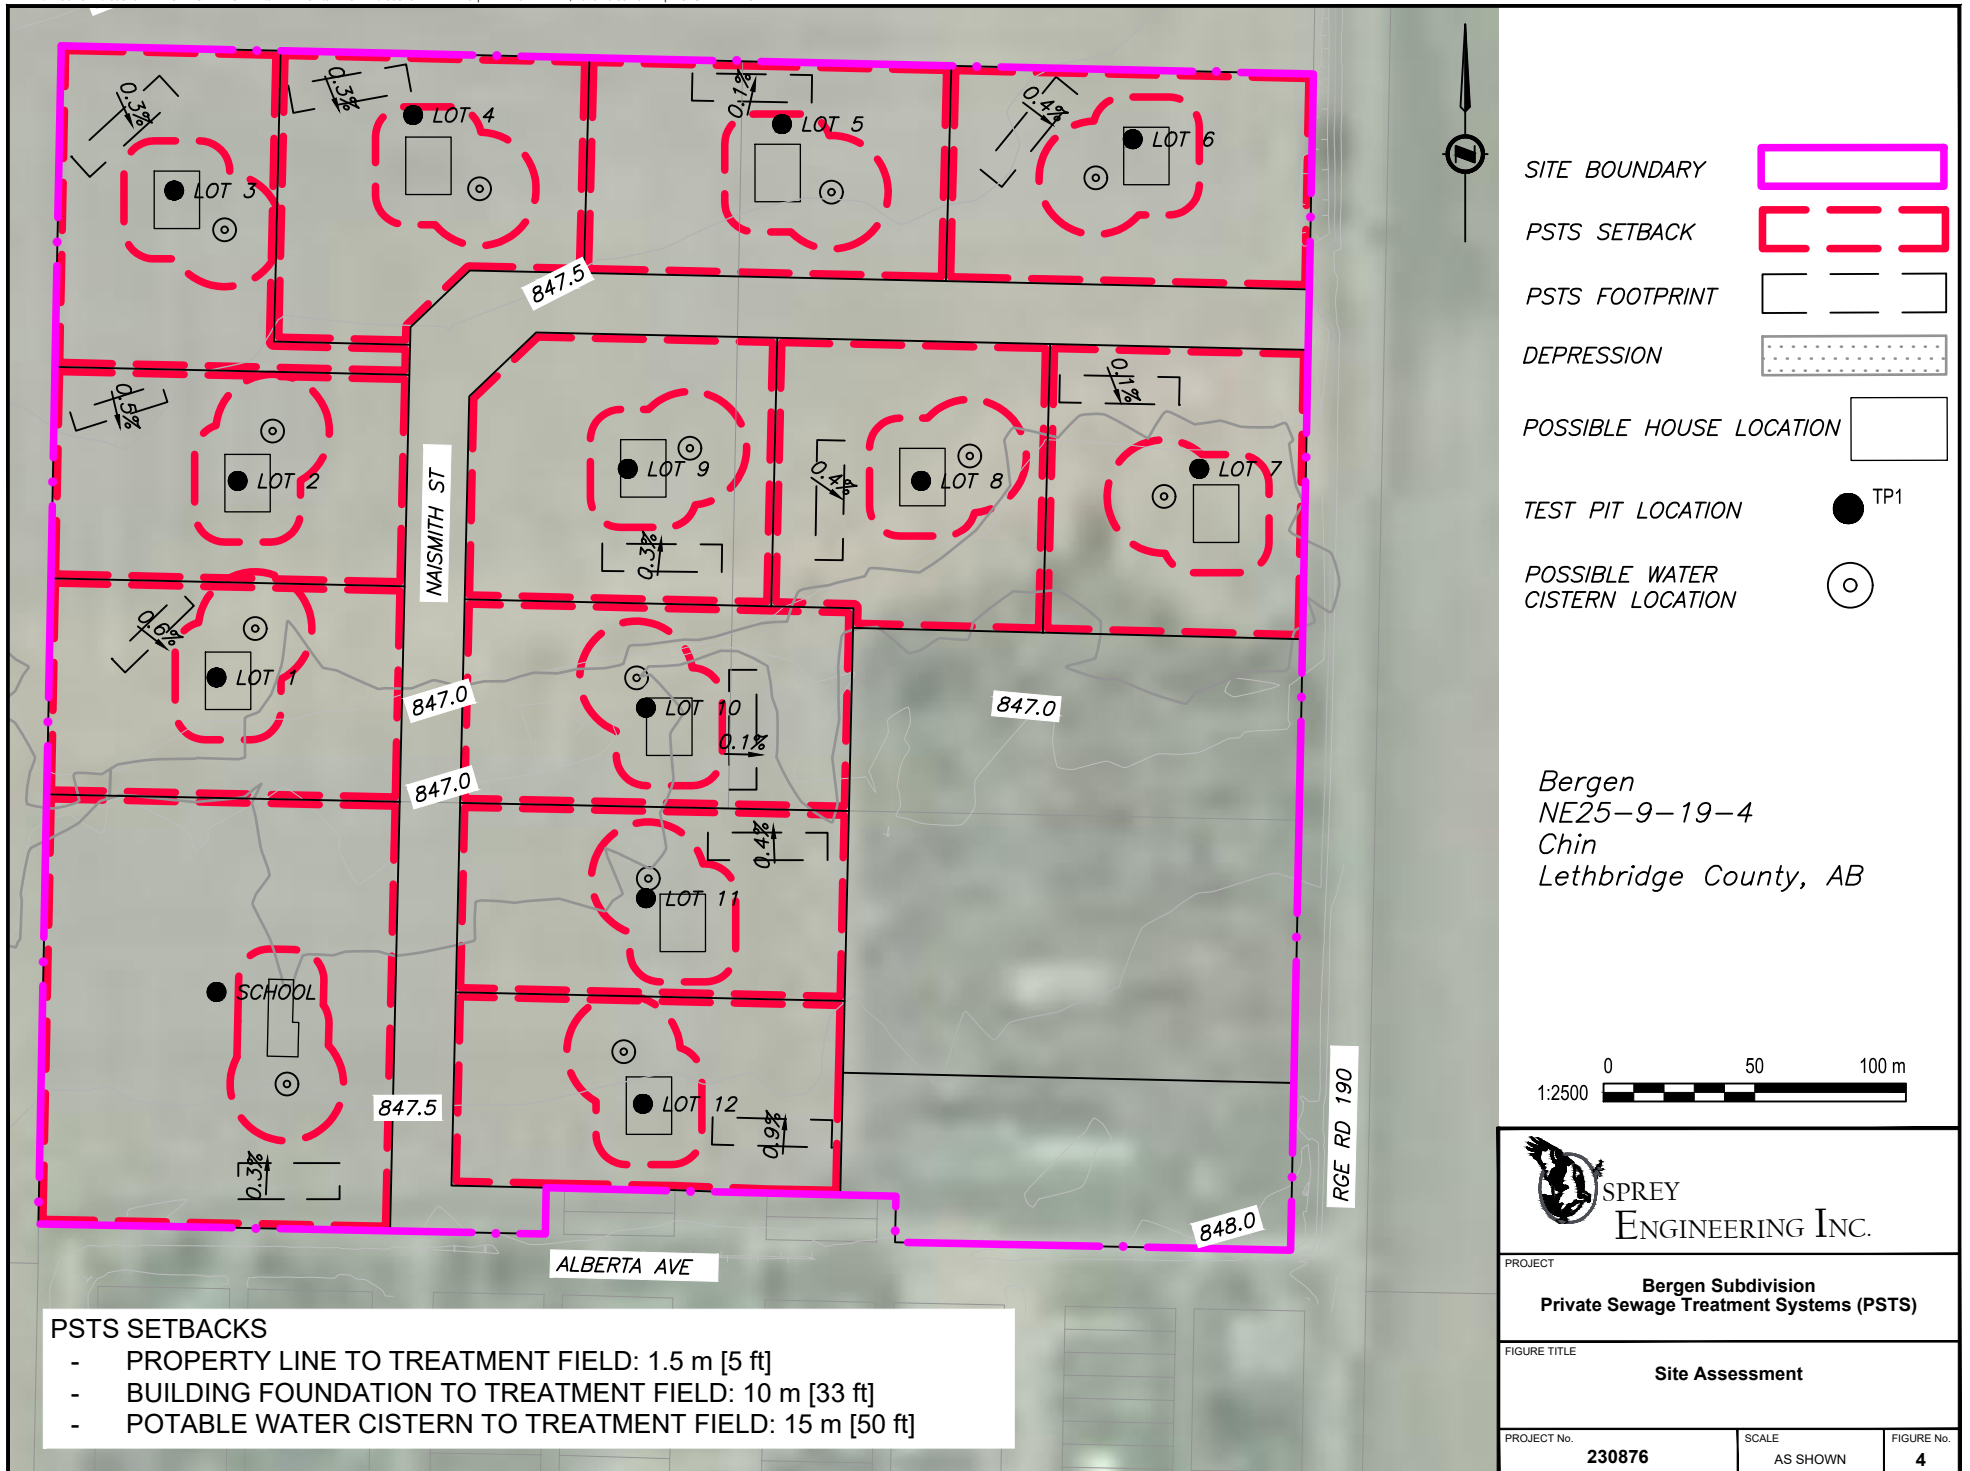 0.3%
0.3%
LOT 4
0.1%
LOT 5
0.4%
LOT 6
LOT 3
847.5
0.5%
LOT 2
NAISMITH ST
LOT 9
0.3%
0.4%
LOT 8
0.1%
LOT 7
0.6%
LOT 1
847.0
LOT 10
0.1%
847.0
847.0
0.4%
LOT 11
SCHOOL
847.5
LOT 12
0.9%
0.3%
RGE RD 190
848.0
ALBERTA AVE
PSTS SETBACKS
- PROPERTY LINE TO TREATMENT FIELD: 1.5 m [5 ft]
- BUILDING FOUNDATION TO TREATMENT FIELD: 10 m [33 ft]
- POTABLE WATER CISTERN TO TREATMENT FIELD: 15 m [50 ft]
SITE BOUNDARY
PSTS SETBACK
PSTS FOOTPRINT
DEPRESSION
POSSIBLE HOUSE LOCATION
TEST PIT LOCATION
TP1
POSSIBLE WATER
CISTERN LOCATION
Bergen
NE25-9-19-4
Chin
Lethbridge County, AB
0 50 100 m
1:2500
SPREY
ENGINEERING INC.
PROJECT
Bergen Subdivision
Private Sewage Treatment Systems (PSTS)
FIGURE TITLE
Site Assessment
PROJECT No.
230876
SCALE
AS SHOWN
FIGURE No.
4